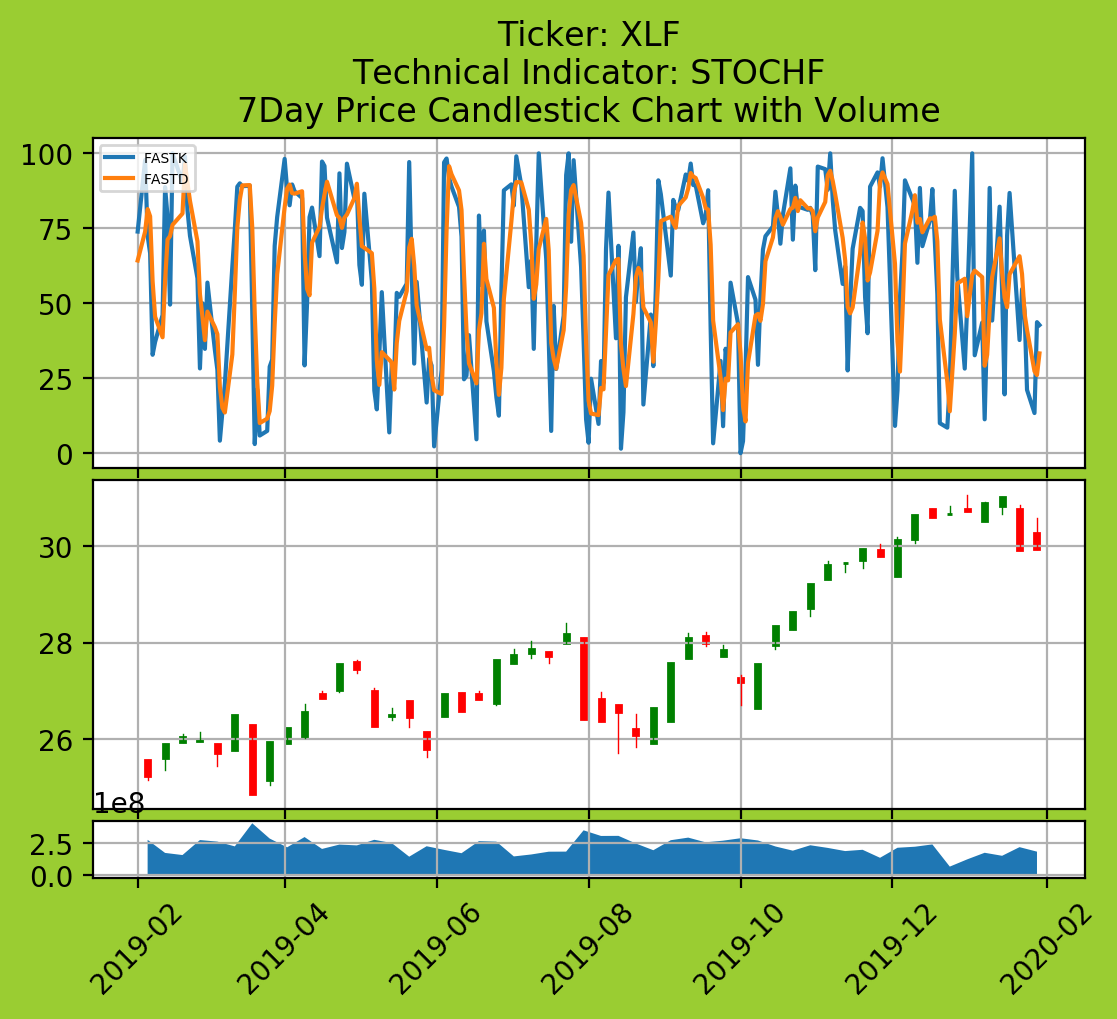 Ticker: XLF
Technical Indicator: STOCHF
7Day Price Candlestick Chart with Volume
100
75
50
25
0
FASTK
FASTD
30
28
26
1e8
2.5
0.0
2019-02
2019-04
2019-06
2019-08
2019-10
2019-12
2020-02